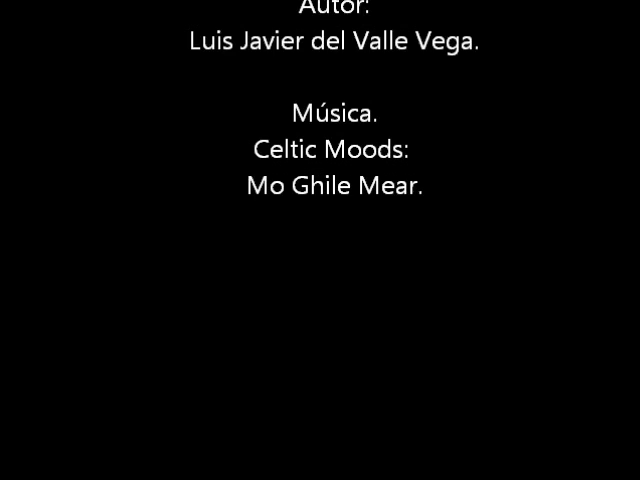 Autor:
Luis Javier del Valle Vega.
Música.
Celtic Moods:
Mo Ghile Mear.